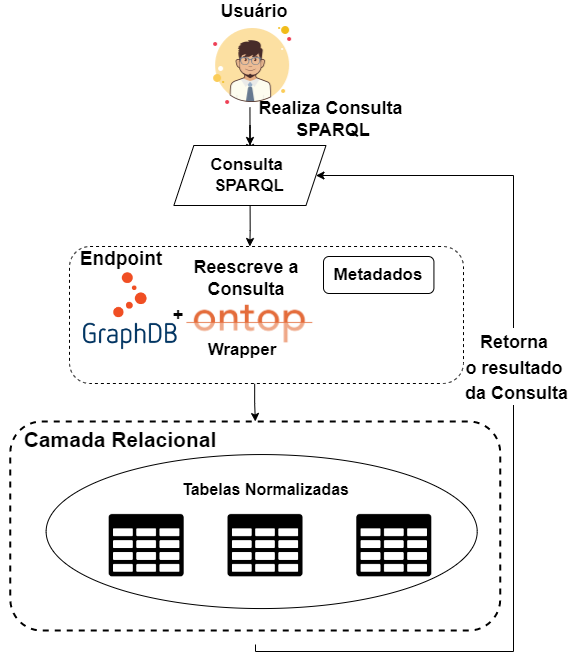 Usuário
Realiza Consulta
SPARQL
Consulta
SPARQL
Endpoint
Reescreve a
Consulta
Metadados
GraphDB
+
ontop
Wrapper
Retorna
o resultado
da Consulta
Camada Relacional
Tabelas Normalizadas